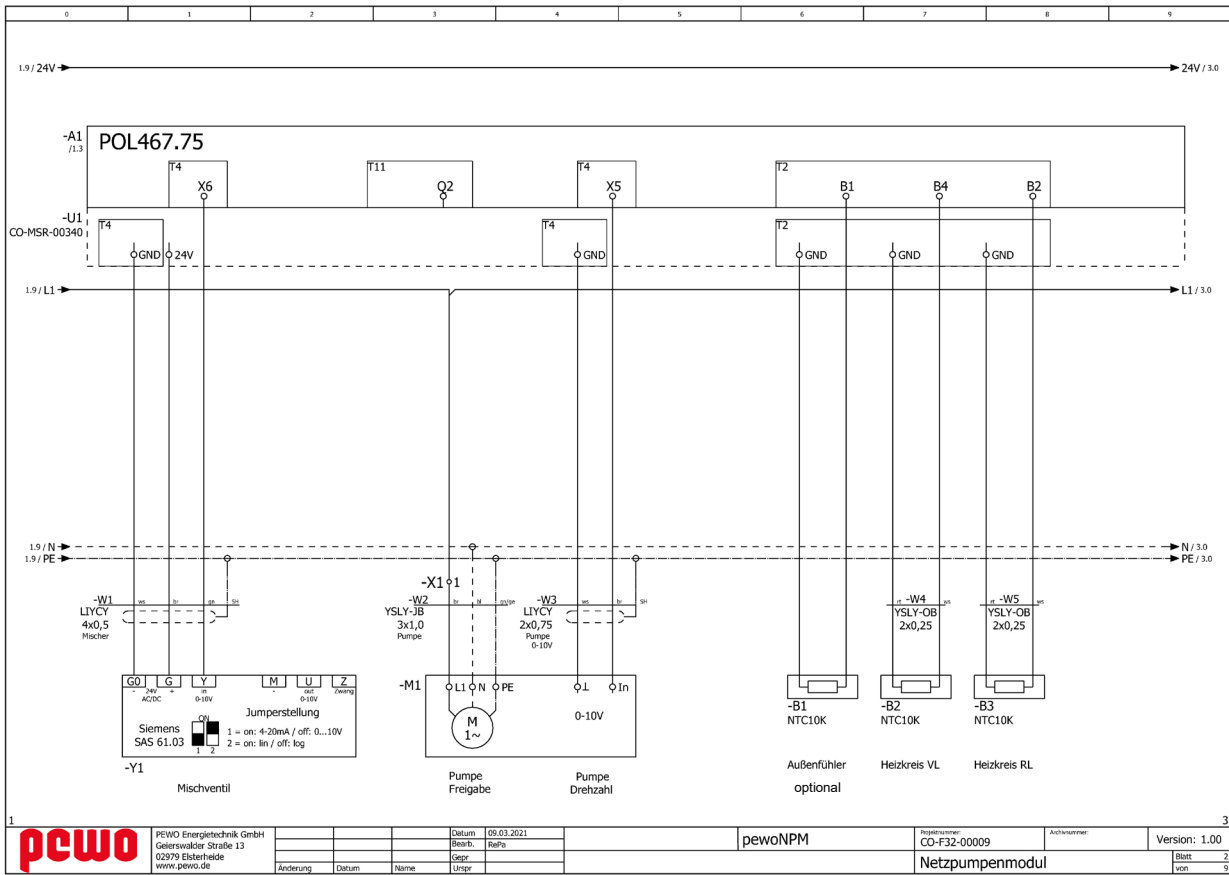 0 1 2 3 4 5 6 7 8 9
1.9 / 24V 24V / 3.0
-A1
/1.3
POL467.75
T4 T11 T4 T2
X6 Q2 X5 B1 B4 B2
-U1
CO-MSR-00340
T4 T4 T2
GND 24V GND GND GND GND
1.9 / L1 L1 / 3.0
1.9 / N N / 3.0
1.9 / PE PE / 3.0
-X1 1
-W1 ws br gn SH
LIYCY
4x0,5
Mischer
-W2 br bl gn/ge
YSLY-JB
3x1,0
Pumpe
-W3 ws br SH
LIYCY
2x0,75
Pumpe
0-10V
rt -W4 ws
YSLY-OB
2x0,25
rt -W5 ws
YSLY-OB
2x0,25
G0 G Y M U Z
- 24V + in - out Zwang
AC/DC 0-10V 0-10V
Jumperstellung
ON
Siemens
SAS 61.03
1 2
1 = on: 4-20mA / off: 0...10V
2 = on: lin / off: log
-Y1
Mischventil
-M1
L1 N PE ⊥ In
M
1~
0-10V
Pumpe
Freigabe
Pumpe
Drehzahl
-B1
NTC10K
-B2
NTC10K
-B3
NTC10K
Außenfühler
optional
Heizkreis VL
Heizkreis RL
1 3
pewo
PEWO Energietechnik GmbH
Geierswalder Straße 13
02979 Elsterheide
www.pewo.de
Änderung Datum Name
Datum 09.03.2021
Bearb. RePa
Gepr
Urspr
pewoNPM
Projektnummer:
CO-F32-00009
Archivnummer:
Version: 1.00
Netzpumpenmodul
Blatt 2
von 9